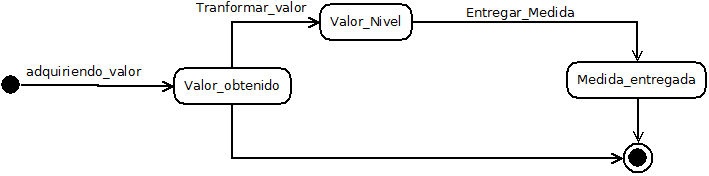 Tranformar_valor
Valor_Nivel
Entregar_Medida
adquiriendo_valor
Valor_obtenido
Medida_entregada